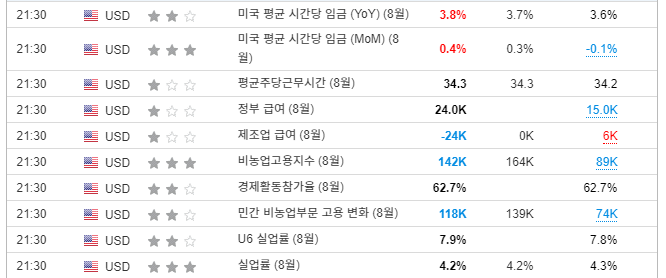 21:30 USD 미국 평균 시간당 임금 (YoY) (8월) 3.8% 3.7% 3.6%
21:30 USD 미국 평균 시간당 임금 (MoM) (8 0.4% 0.3% -0.1%
월)
21:30 USD 평균주당근무시간 (8월) 34.3 34.3 34.2
21:30 USD 정부 급여 (8월) 24.0K 15.0K
21:30 USD 제조업 급여 (8월) -24K 0K 6K
21:30 USD 비농업고용지수 (8월) 142K 164K 89K
21:30 USD 경제활동참가율 (8월) 62.7% 62.7%
21:30 USD 민간 비농업부문 고용 변화 (8월) 118K 139K 74K
21:30 USD U6 실업률 (8월) 7.9% 7.8%
21:30 USD 실업률 (8월) 4.2% 4.2% 4.3%